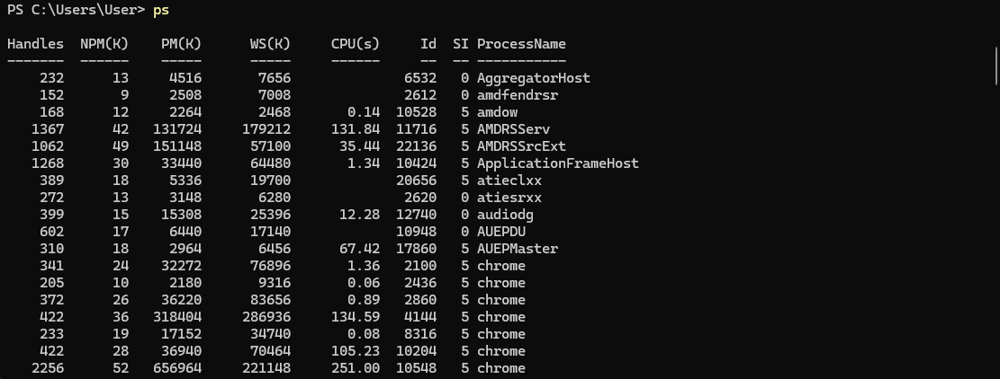 PS C:\Users\User> ps
Handles  NPM(K)    PM(K)      WS(K)     CPU(s)     Id  SI ProcessName
-------  ------    -----      -----     ------     --  -- -----------
    232      13     4516       7656              6532   0 AggregatorHost
    152       9     2508       7008              2612   0 amdfendrsr
    168      12     2264       2468       0.14  10528   5 amdow
   1367      42   131724     179212     131.84  11716   5 AMDRSServ
   1062      49   151148      57100      35.44  22136   5 AMDRSSrcExt
   1268      30    33440      64480       1.34  10424   5 ApplicationFrameHost
    389      18     5336      19700             20656   5 atieclxx
    272      13     3148       6280              2620   0 atiesrxx
    399      15    15308      25396      12.28  12740   0 audiodg
    602      17     6440      17140             10948   0 AUEPDU
    310      18     2964       6456      67.42  17860   5 AUEPMaster
    341      24    32272      76896       1.36   2100   5 chrome
    205      10     2180       9316       0.06   2436   5 chrome
    372      26    36220      83656       0.89   2860   5 chrome
    422      36   318404     286936     134.59   4144   5 chrome
    233      19    17152      34740       0.08   8316   5 chrome
    422      28    36940      70464     105.23  10204   5 chrome
   2256      52   656964     221148     251.00  10548   5 chrome